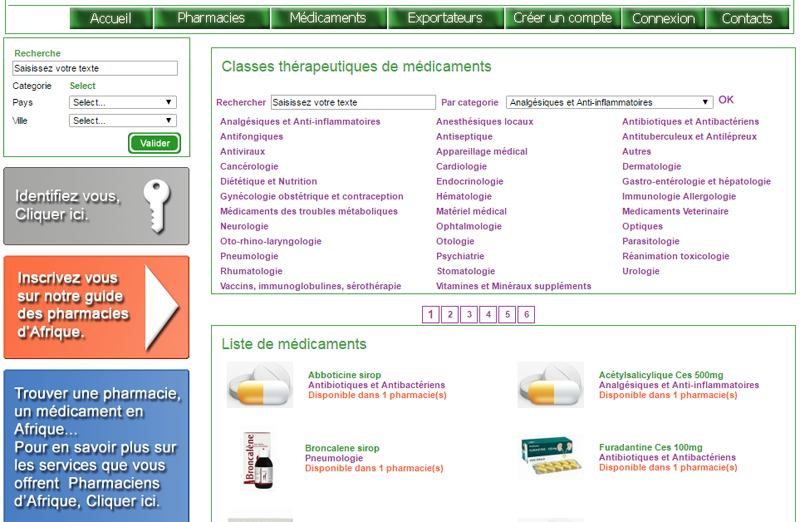 Accueil
Pharmacies
Médicaments
Exportateurs
Créer un compte
Connexion
Contacts
Recherche
Saisissez votre texte
Categorie Select
Pays Select...
Ville Select...
Valider
Identifiez vous,
Cliquer ici.
Inscrivez vous
sur notre guide
des pharmacies
d'Afrique.
Trouver une pharmacie,
un médicament en
Afrique...
Pour en savoir plus sur
les services que vous
offrent Pharmaciens
d'Afrique, Cliquer ici.
Classes thérapeutiques de médicaments
Rechercher Saisissez votre texte Par categorie Analgésiques et Anti-inflammatoires OK
Analgésiques et Anti-inflammatoires Anesthésiques locaux Antibiotiques et Antibactériens
Antifongiques Antiseptique Antituberculeux et Antilépreux
Antiviraux Appareillage médical Autres
Cancérologie Cardiologie Dermatologie
Diététique et Nutrition Endocrinologie Gastro-entérologie et hépatologie
Gynécologie obstétrique et contraception Hématologie Immunologie Allergologie
Médicaments des troubles métaboliques Matériel médical Medicaments Veterinaire
Neurologie Ophtalmologie Optiques
Oto-rhino-laryngologie Otologie Parasitologie
Pneumologie Psychiatrie Réanimation toxicologie
Rhumatologie Stomatologie Urologie
Vaccins, immunoglobulines, sérothérapie Vitamines et Minéraux suppléments
1 2 3 4 5 6
Liste de médicaments
Abboticine sirop
Antibiotiques et Antibactériens
Disponible dans 1 pharmacie(s)
Acétylsalicylique Ces 500mg
Analgésiques et Anti-inflammatoires
Disponible dans 1 pharmacie(s)
Broncalène
Broncalene sirop
Pneumologie
Disponible dans 1 pharmacie(s)
Furadantine Ces 100mg
Antibiotiques et Antibactériens
Disponible dans 1 pharmacie(s)